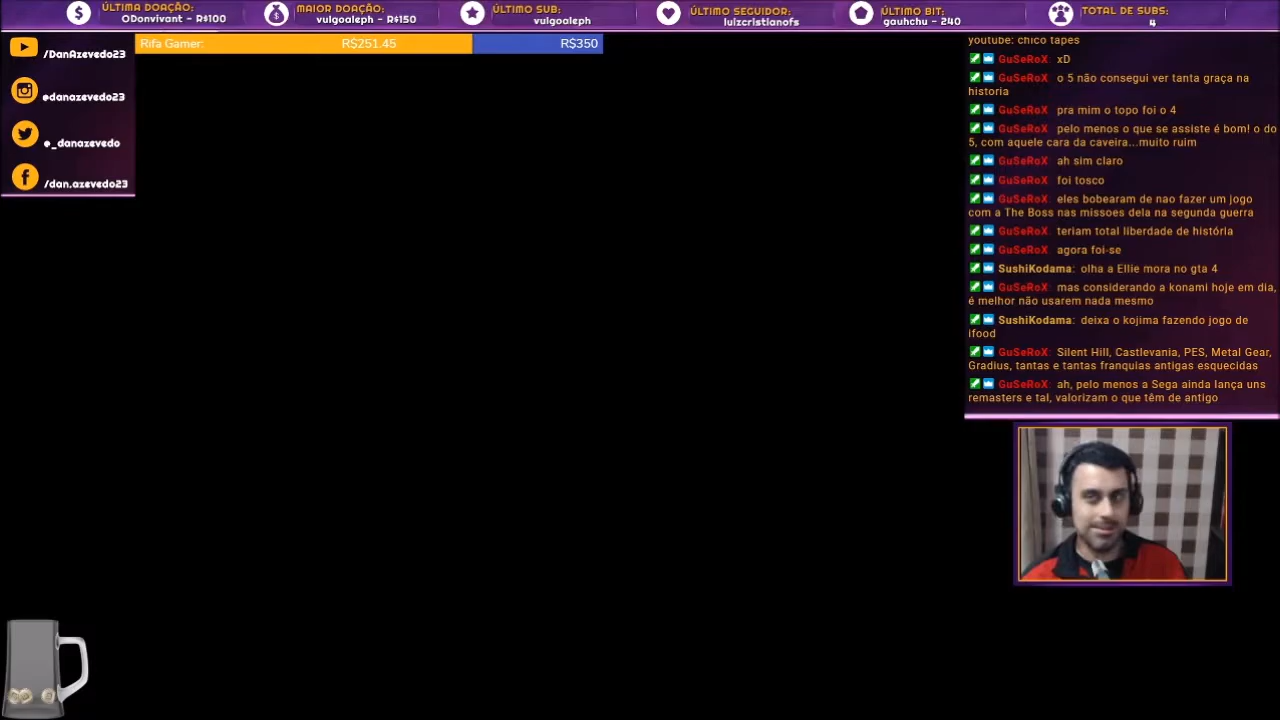 ÚLTIMA DOAÇÃO:
ODonvivant - R$100
MAIOR DOAÇÃO:
vulgoaleph - R$150
ÚLTIMO SUB:
vulgoaleph
ÚLTIMO SEGUIDOR:
luizcristianofs
ÚLTIMO BIT:
gauhchu - 240
TOTAL DE SUBS:
4
/DanAzevedo23
@danazevedo23
@_danazevedo
/dan.azevedo23
Rifa Gamer: R$251.45 R$350
youtube: chico tapes
GuSeRoX xD
GuSeRoX o 5 não consegui ver tanta graça na
historia
GuSeRoX pra mim o topo foi o 4
GuSeRoX pelo menos o que se assiste é bom! o do
5, com aquele cara da caveira...muito ruim
GuSeRoX ah sim claro
GuSeRoX foi tosco
GuSeRoX eles bobearam de nao fazer um jogo
com a The Boss nas missoes dela na segunda guerra
GuSeRoX teriam total liberdade de história
GuSeRoX agora foi-se
SushiKodama: olha a Ellie mora no gta 4
GuSeRoX mas considerando a konami hoje em dia,
é melhor não usarem nada mesmo
SushiKodama: deixa o kojima fazendo jogo de
ifood
GuSeRoX Silent Hill, Castlevania, PES, Metal Gear,
Gradius, tantas e tantas franquias antigas esquecidas
GuSeRoX ah, pelo menos a Sega ainda lança uns
remasters e tal, valorizam o que têm de antigo